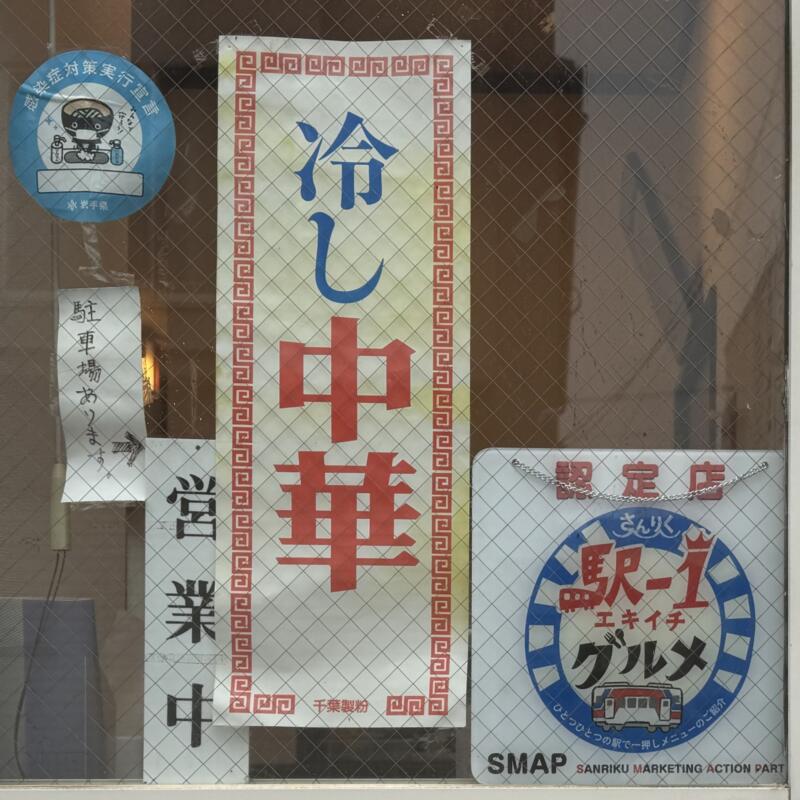 感染症対策実行宣言
岩手県
駐車場あります。
営業中
冷し中華
千葉製粉
認定店
さんりく
駅-1
エキイチ
グルメ
ひとつひとつの駅で一押しメニューのご紹介
SMAP SANRIKU MARKETING ACTION PART